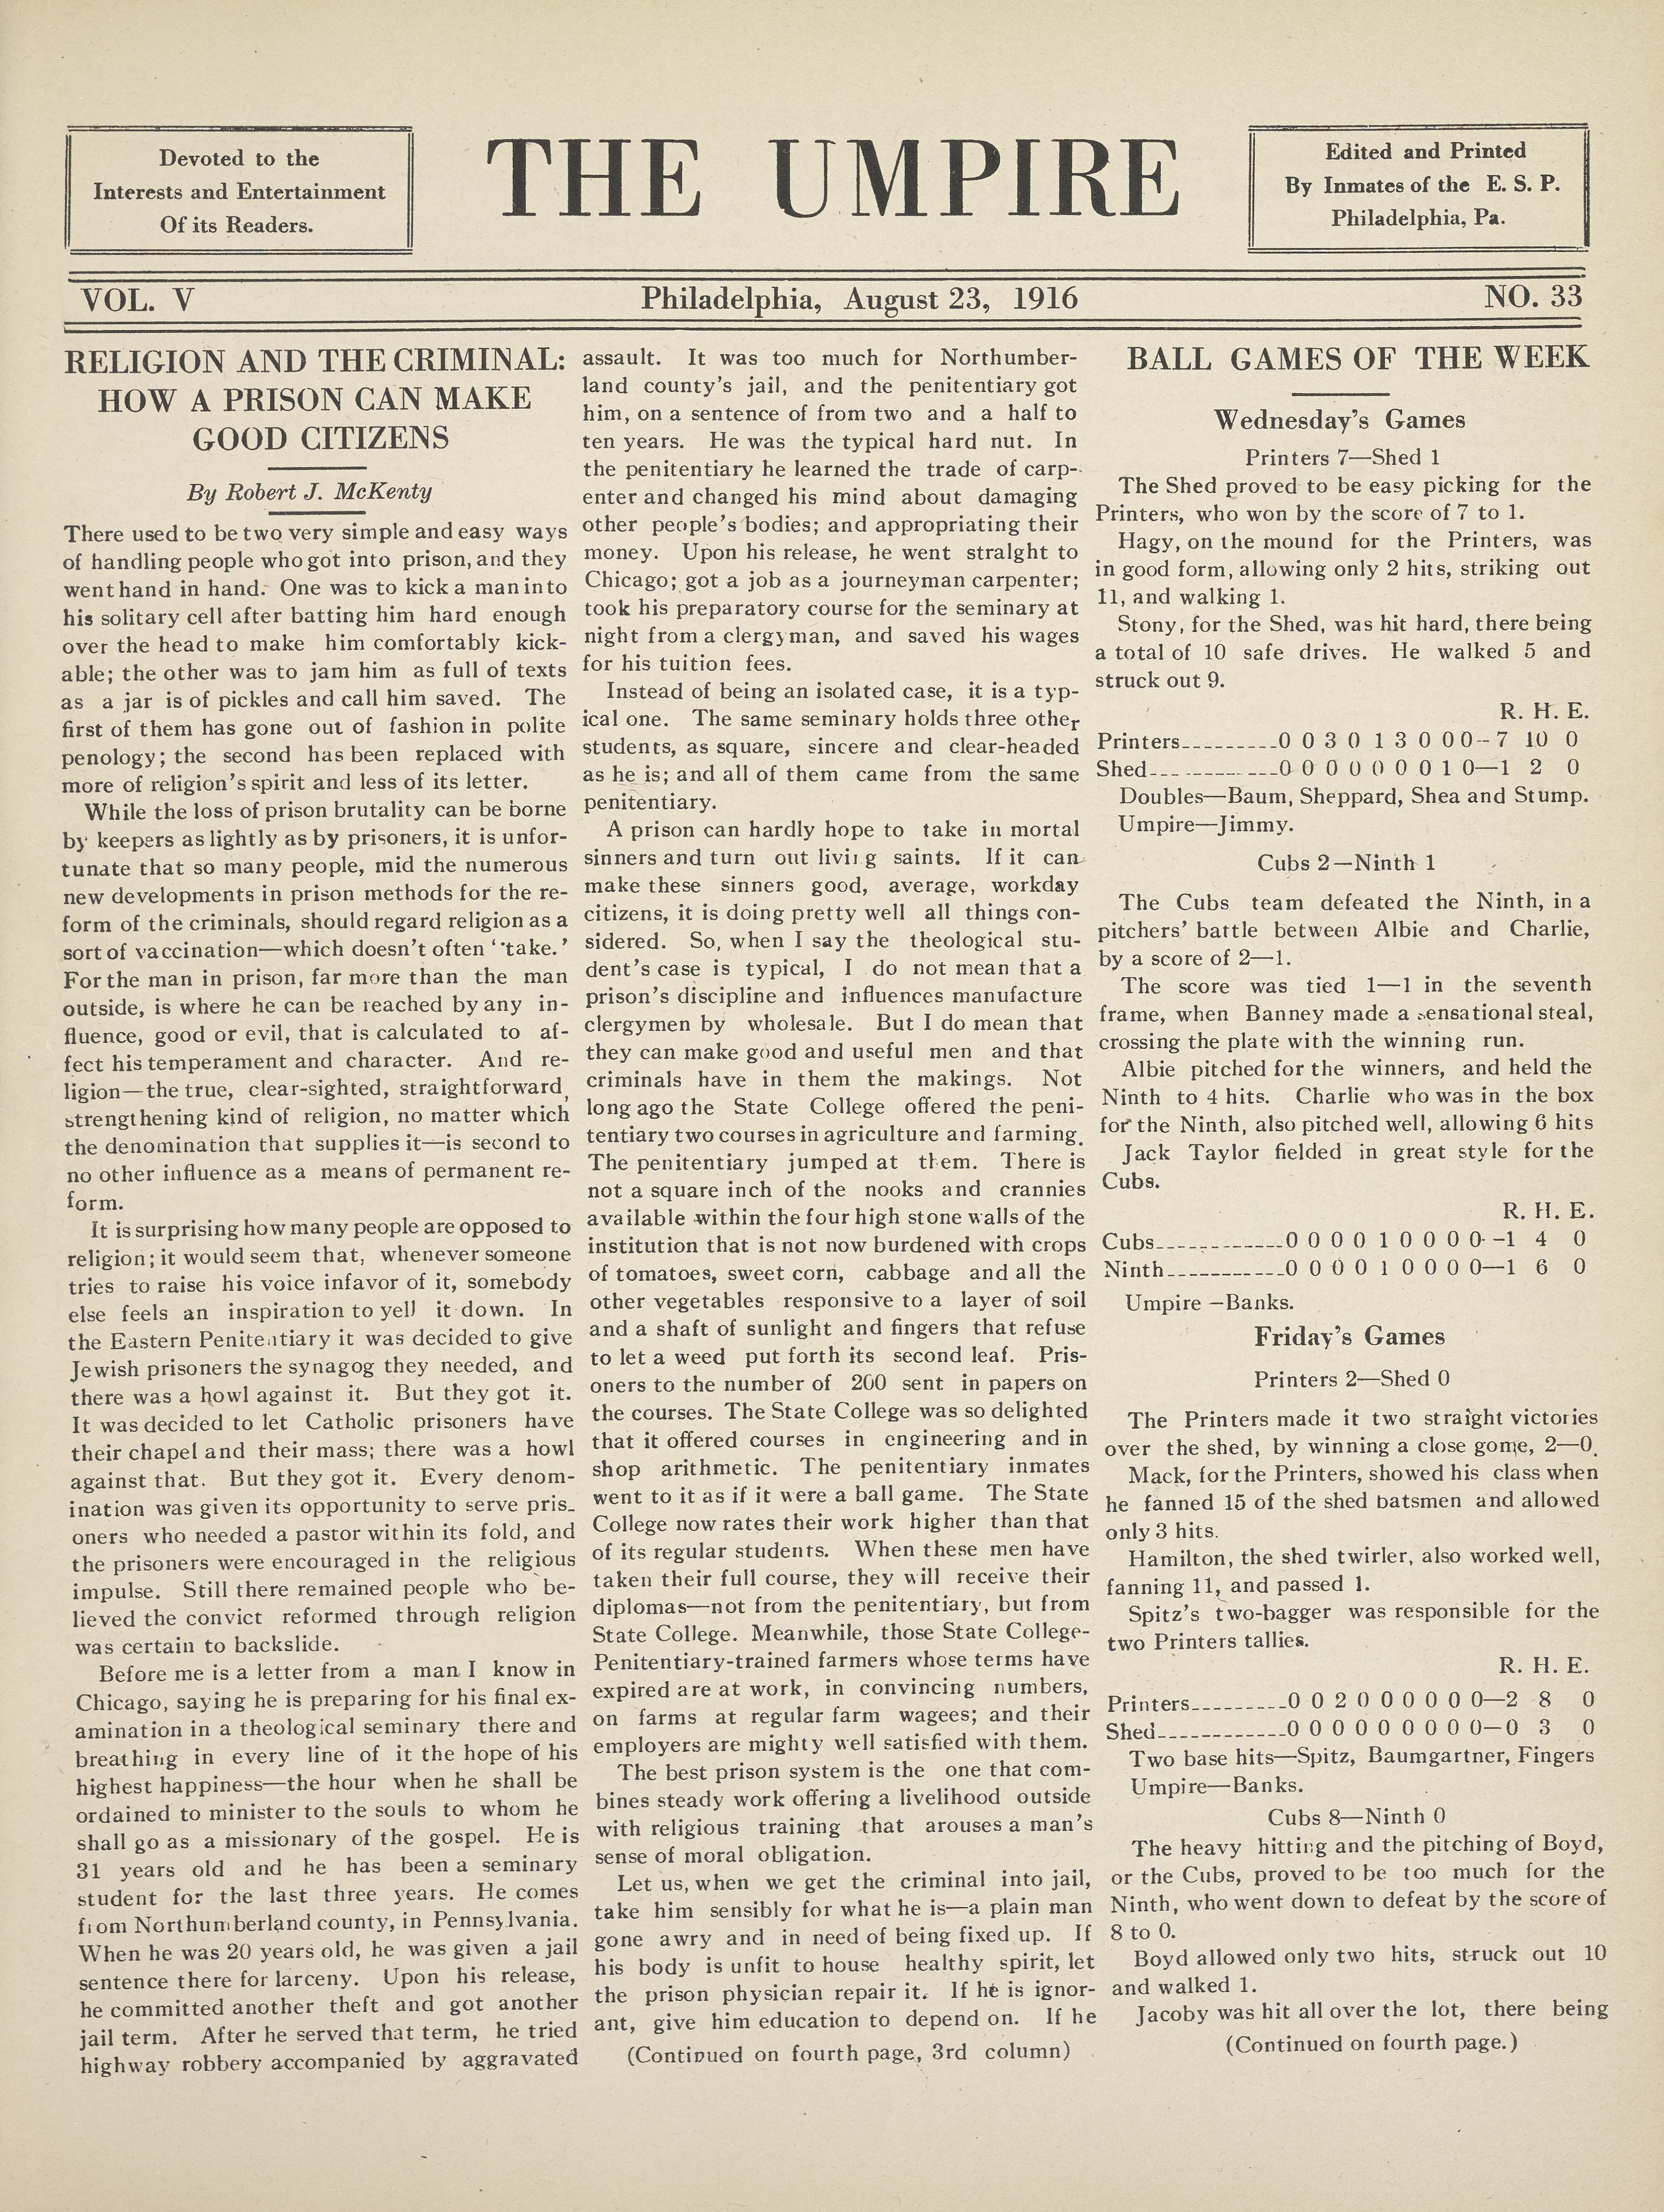 Devoted to the
Interests and Entertainment
Of its Readers.
THE UMPIRE
Edited and Printed
By Inmates of the E. S. P.
Philadelphia, Pa.
VOL. V
Philadelphia, August 23, 1916
NO. 33
RELIGION AND THE CRIMINAL:
HOW A PRISON CAN MAKE
GOOD CITIZENS
By Robert J. McKenty
There used to be two very simple and easy ways
of handling people who got into prison, and they
went hand in hand. One was to kick a man into
his solitary cell after batting him hard enough
over the head to make him comfortably kick-
able; the other was to jam him as full of texts
as a jar is of pickles and call him saved. The
first of them has gone out of fashion in polite
penology; the second has been replaced with
more of religion's spirit and less of its letter.
While the loss of prison brutality can be borne
by keepers as lightly as by prisoners, it is unfor-
tunate that so many people, mid the numerous
new developments in prison methods for the re-
form of the criminals, should regard religion as a
sort of vaccination—which doesn't often "take.'
For the man in prison, far more than the man
outside, is where he can be reached by any in-
fluence, good or evil, that is calculated to af-
fect his temperament and character. And re-
ligion—the true, clear-sighted, straightforward,
strengthening kind of religion, no matter which
the denomination that supplies it—is second to
no other influence as a means of permanent re-
form.
It is surprising how many people are opposed to
religion; it would seem that, whenever someone
tries to raise his voice infavor of it, somebody
else feels an inspiration to yell it down. In
the Eastern Penitentiary it was decided to give
Jewish prisoners the synagog they needed, and
there was a howl against it. But they got it.
It was decided to let Catholic prisoners have
their chapel and their mass; there was a howl
against that. But they got it. Every denom-
ination was given its opportunity to serve pris-
oners who needed a pastor within its fold, and
the prisoners were encouraged in the religious
impulse. Still there remained people who be-
lieved the convict reformed through religion
was certain to backslide.
Before me is a letter from a man I know in
Chicago, saying he is preparing for his final ex-
amination in a theological seminary there and
breathing in every line of it the hope of his
highest happiness—the hour when he shall be
ordained to minister to the souls to whom he
shall go as a missionary of the gospel. He is
31 years old and he has been a seminary
student for the last three years. He comes
from Northumberland county, in Pennsylvania.
When he was 20 years old, he was given a jail
sentence there for larceny. Upon his release,
he committed another theft and got another
jail term. After he served that term, he tried
highway robbery accompanied by aggravated
assault. It was too much for Northumber-
land county's jail, and the penitentiary got
him, on a sentence of from two and a half to
ten years. He was the typical hard nut. In
the penitentiary he learned the trade of carp-
enter and changed his mind about damaging
other people's bodies; and appropriating their
money. Upon his release, he went straight to
Chicago; got a job as a journeyman carpenter;
took his preparatory course for the seminary at
night from a clergyman, and saved his wages
for his tuition fees.
Instead of being an isolated case, it is a typ-
ical one. The same seminary holds three other
students, as square, sincere and clear-headed
as he is; and all of them came from the same
penitentiary.
A prison can hardly hope to take in mortal
sinners and turn out living saints. If it can
make these sinners good, average, workday
citizens, it is doing pretty well all things con-
sidered. So, when I say the theological stu-
dent's case is typical, I do not mean that a
prison's discipline and influences manufacture
clergymen by wholesale. But I do mean that
they can make good and useful men and that
criminals have in them the makings. Not
long ago the State College offered the peni-
tentiary two courses in agriculture and farming.
The penitentiary jumped at them. There is
not a square inch of the nooks and crannies
available within the four high stone walls of the
institution that is not now burdened with crops
of tomatoes, sweet corn, cabbage and all the
other vegetables responsive to a layer of soil
and a shaft of sunlight and fingers that refuse
to let a weed put forth its second leaf. Pris-
oners to the number of 200 sent in papers on
the courses. The State College was so delighted
that it offered courses in engineering and in
shop arithmetic. The penitentiary inmates
went to it as if it were a ball game. The State
College now rates their work higher than that
of its regular students. When these men have
taken their full course, they will receive their
diplomas—not from the penitentiary, but from
State College. Meanwhile, those State College-
Penitentiary-trained farmers whose terms have
expired are at work, in convincing numbers,
on farms at regular farm wagees; and their
employers are mighty well satisfied with them.
The best prison system is the one that com-
bines steady work offering a livelihood outside
with religious training that arouses a man's
sense of moral obligation.
Let us, when we get the criminal into jail,
take him sensibly for what he is—a plain man
gone awry and in need of being fixed up. If
his body is unfit to house healthy spirit, let
the prison physician repair it. If he is ignor-
ant, give him education to depend on. If he
(Continued on fourth page, 3rd column)
BALL GAMES OF THE WEEK
Wednesday's Games
Printers 7—Shed 1
The Shed proved to be easy picking for the
Printers, who won by the score of 7 to 1.
Hagy, on the mound for the Printers, was
in good form, allowing only 2 hits, striking out
11, and walking 1.
Stony, for the Shed, was hit hard, there being
a total of 10 safe drives. He walked 5 and
struck out 9.
R. H. E.
Printers----------0 0 3 0 1 3 0 0 0--7 10 0
Shed-------------0 0 0 0 0 0 0 1 0—1 2 0
Doubles—Baum, Sheppard, Shea and Stump.
Umpire—Jimmy.
Cubs 2—Ninth 1
The Cubs team defeated the Ninth, in a
pitchers' battle between Albie and Charlie,
by a score of 2—1.
The score was tied 1—1 in the seventh
frame, when Banney made a sensational steal,
crossing the plate with the winning run.
Albie pitched for the winners, and held the
Ninth to 4 hits. Charlie who was in the box
for the Ninth, also pitched well, allowing 6 hits
Jack Taylor fielded in great style for the
Cubs.
R. H. E.
Cubs-------------0 0 0 0 1 0 0 0 0--1 4 0
Ninth------------0 0 0 0 1 0 0 0 0—1 6 0
Umpire—Banks.
Friday's Games
Printers 2—Shed 0
The Printers made it two straight victories
over the shed, by winning a close gome, 2—0.
Mack, for the Printers, showed his class when
he fanned 15 of the shed batsmen and allowed
only 3 hits.
Hamilton, the shed twirler, also worked well,
fanning 11, and passed 1.
Spitz's two-bagger was responsible for the
two Printers tallies.
R. H. E.
Printers----------0 0 2 0 0 0 0 0 0—2 8 0
Shed-------------0 0 0 0 0 0 0 0 0—0 3 0
Two base hits—Spitz, Baumgartner, Fingers
Umpire—Banks.
Cubs 8—Ninth 0
The heavy hitting and the pitching of Boyd,
or the Cubs, proved to be too much for the
Ninth, who went down to defeat by the score of
8 to 0.
Boyd allowed only two hits, struck out 10
and walked 1.
Jacoby was hit all over the lot, there being
(Continued on fourth page.)